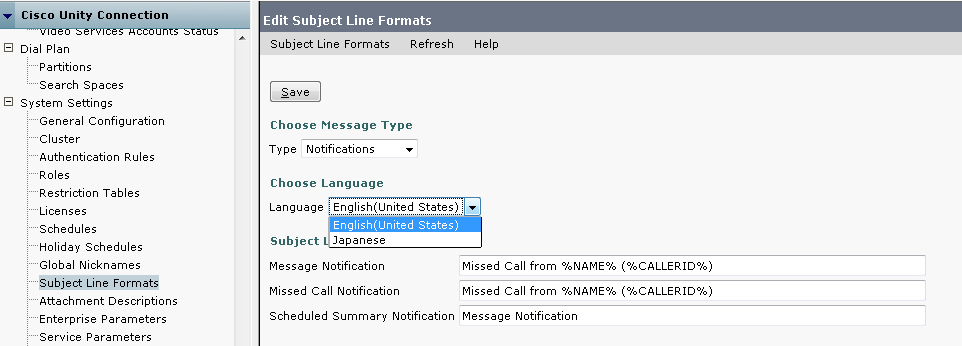 Cisco Unity Connection
Video Services Accounts Status
Dial Plan
Partitions
Search Spaces
System Settings
General Configuration
Cluster
Authentication Rules
Roles
Restriction Tables
Licenses
Schedules
Holiday Schedules
Global Nicknames
Subject Line Formats
Attachment Descriptions
Enterprise Parameters
Service Parameters
Edit Subject Line Formats
Subject Line Formats Refresh Help
Save
Choose Message Type
Type Notifications
Choose Language
Language English(United States)
English(United States)
Japanese
Subject L
Message Notification Missed Call from %NAME% (%CALLERID%)
Missed Call Notification Missed Call from %NAME% (%CALLERID%)
Scheduled Summary Notification Message Notification